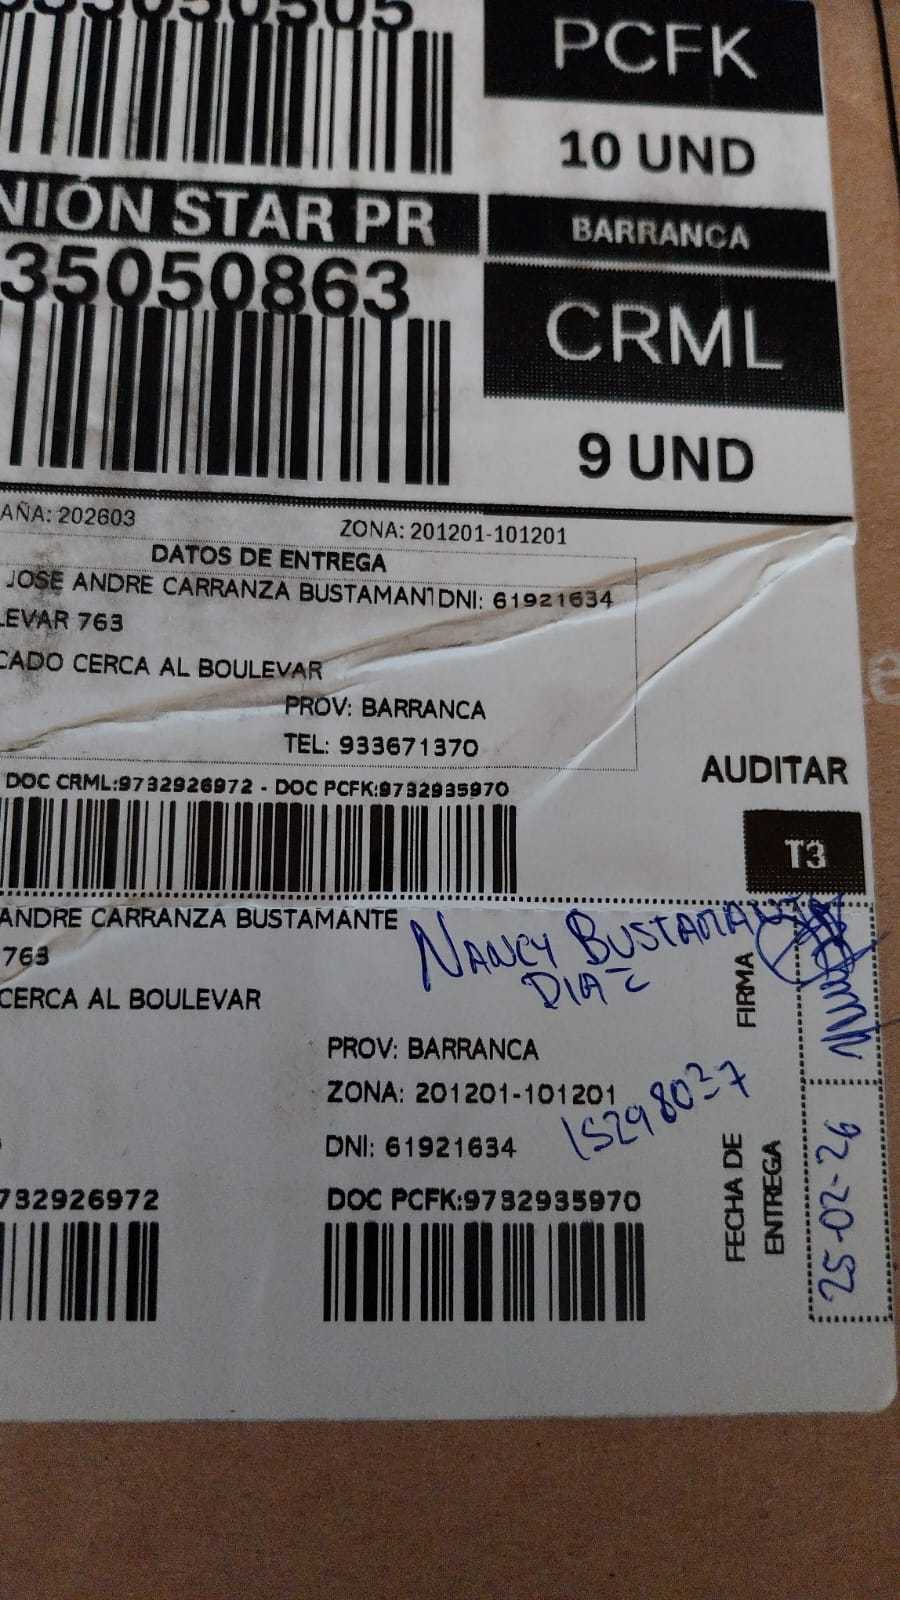 PCFK
10 UND
NIÓN STAR PR
BARRANCA
35050863
CRML
9 UND
AÑA: 202603
ZONA: 201201-101201
DATOS DE ENTREGA
JOSE ANDRE CARRANZA BUSTAMANT DNI: 61921634
LEVAR 763
CADO CERCA AL BOULEVAR
PROV: BARRANCA
TEL: 933671370
DOC CRML:9732926972 - DOC PCFK:9732935970
AUDITAR
T3
ANDRE CARRANZA BUSTAMANTE
763
CERCA AL BOULEVAR
NANCY BUSTAMANTE
DIAZ
FIRMA
PROV: BARRANCA
ZONA: 201201-101201
DNI: 61921634
15298037
FECHA DE
ENTREGA
25-02-26
732926972
DOC PCFK:9732935970